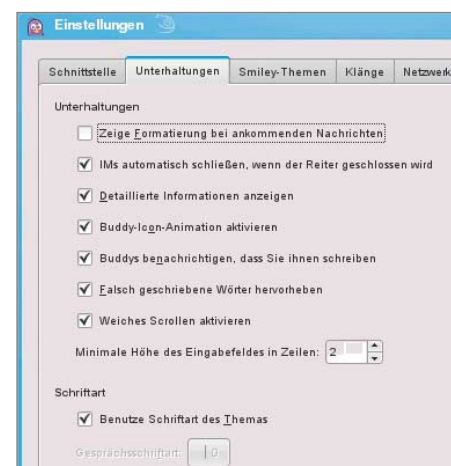 Einstellungen
Schnittstelle Unterhaltungen Smiley-Themen Klänge Netzwerk
Unterhaltungen
Zeige Formatierung bei ankommenden Nachrichten
IMs automatisch schließen, wenn der Reiter geschlossen wird
Detaillierte Informationen anzeigen
Buddy-Icon-Animation aktivieren
Buddys benachrichtigen, dass Sie ihnen schreiben
Falsch geschriebene Wörter hervorheben
Weiches Scrollen aktivieren
Minimale Höhe des Eingabefeldes in Zeilen: 2
Schriftart
Benutze Schriftart des Themas
Gesprächsschriftart: 10